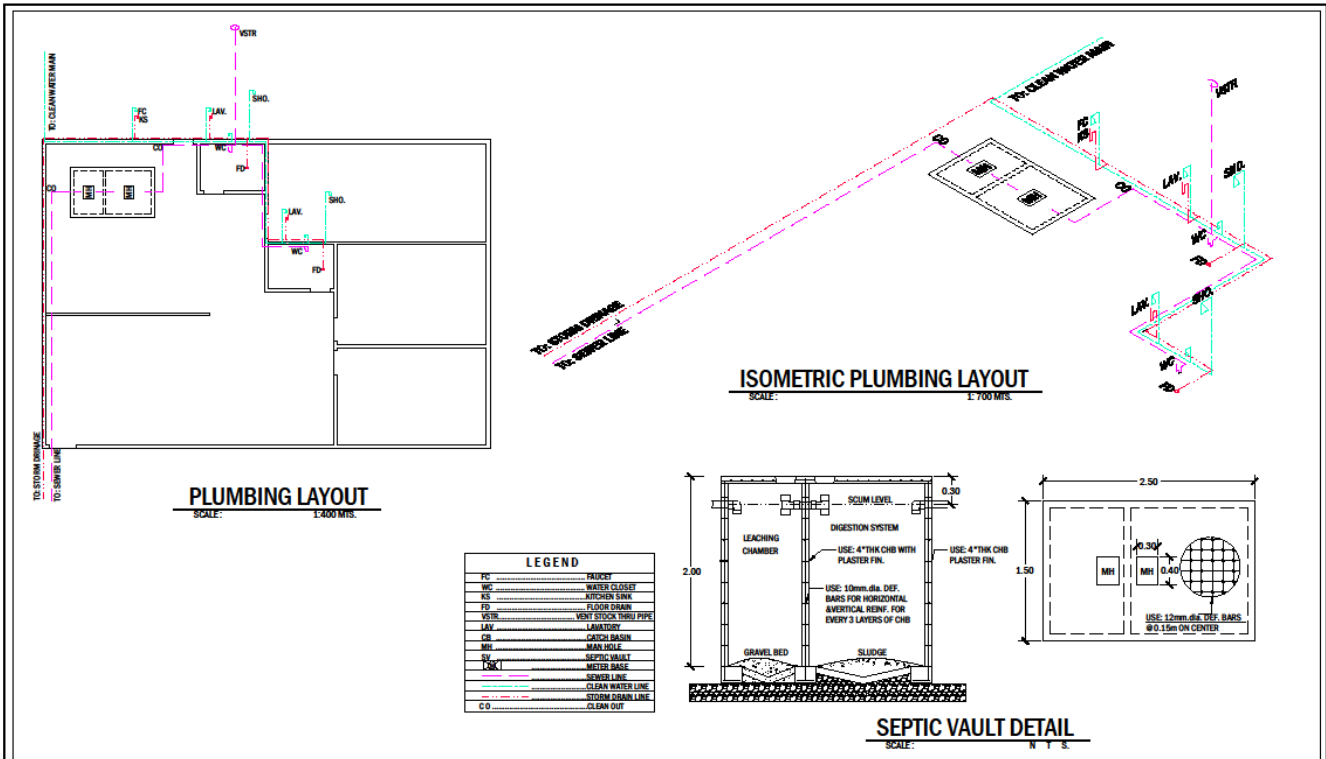 VSTR
TO: CLEAN WATER MAIN
FC
KS
LAV.
SHO.
CO
WC
FD
CO
MH
MH
LAV.
SHO.
WC
FD
TO: STORM DRINAGE
TO: SEWER LINE
PLUMBING LAYOUT
SCALE: 1:400 MTS.
TO: CLEAN WATER MAIN
VSTR
FC
KS
CO
MH
MH
CO
LAV.
SHO.
WC
FD
LAV.
SHO.
WC
FD
TO: STORM DRINAGE
TO: SEWER LINE
ISOMETRIC PLUMBING LAYOUT
SCALE: 1: 700 MTS.
LEGEND
FC ........ FAUCET
WC ........ WATER CLOSET
KS ........ KITCHEN SINK
FD ........ FLOOR DRAIN
VSTR ........ VENT STOCK THRU PIPE
LAV ........ LAVATORY
CB ........ CATCH BASIN
MH ........ MAN HOLE
SV ........ SEPTIC VAULT
METER BASE
SEWER LINE
CLEAN WATER LINE
STORM DRAIN LINE
C O ........ CLEAN OUT
0.30
SCUM LEVEL
LEACHING
CHAMBER
DIGESTION SYSTEM
USE: 4"THK CHB WITH
PLASTER FIN.
USE: 4"THK CHB
PLASTER FIN.
2.00
USE: 10mm.dia. DEF.
BARS FOR HORIZONTAL
&VERTICAL REINF. FOR
EVERY 3 LAYERS OF CHB
GRAVEL BED
SLUDGE
2.50
1.50
0.30
MH
MH
0.40
USE: 12mm.dia. DEF. BARS
@0.15m ON CENTER
SEPTIC VAULT DETAIL
SCALE: N T S.